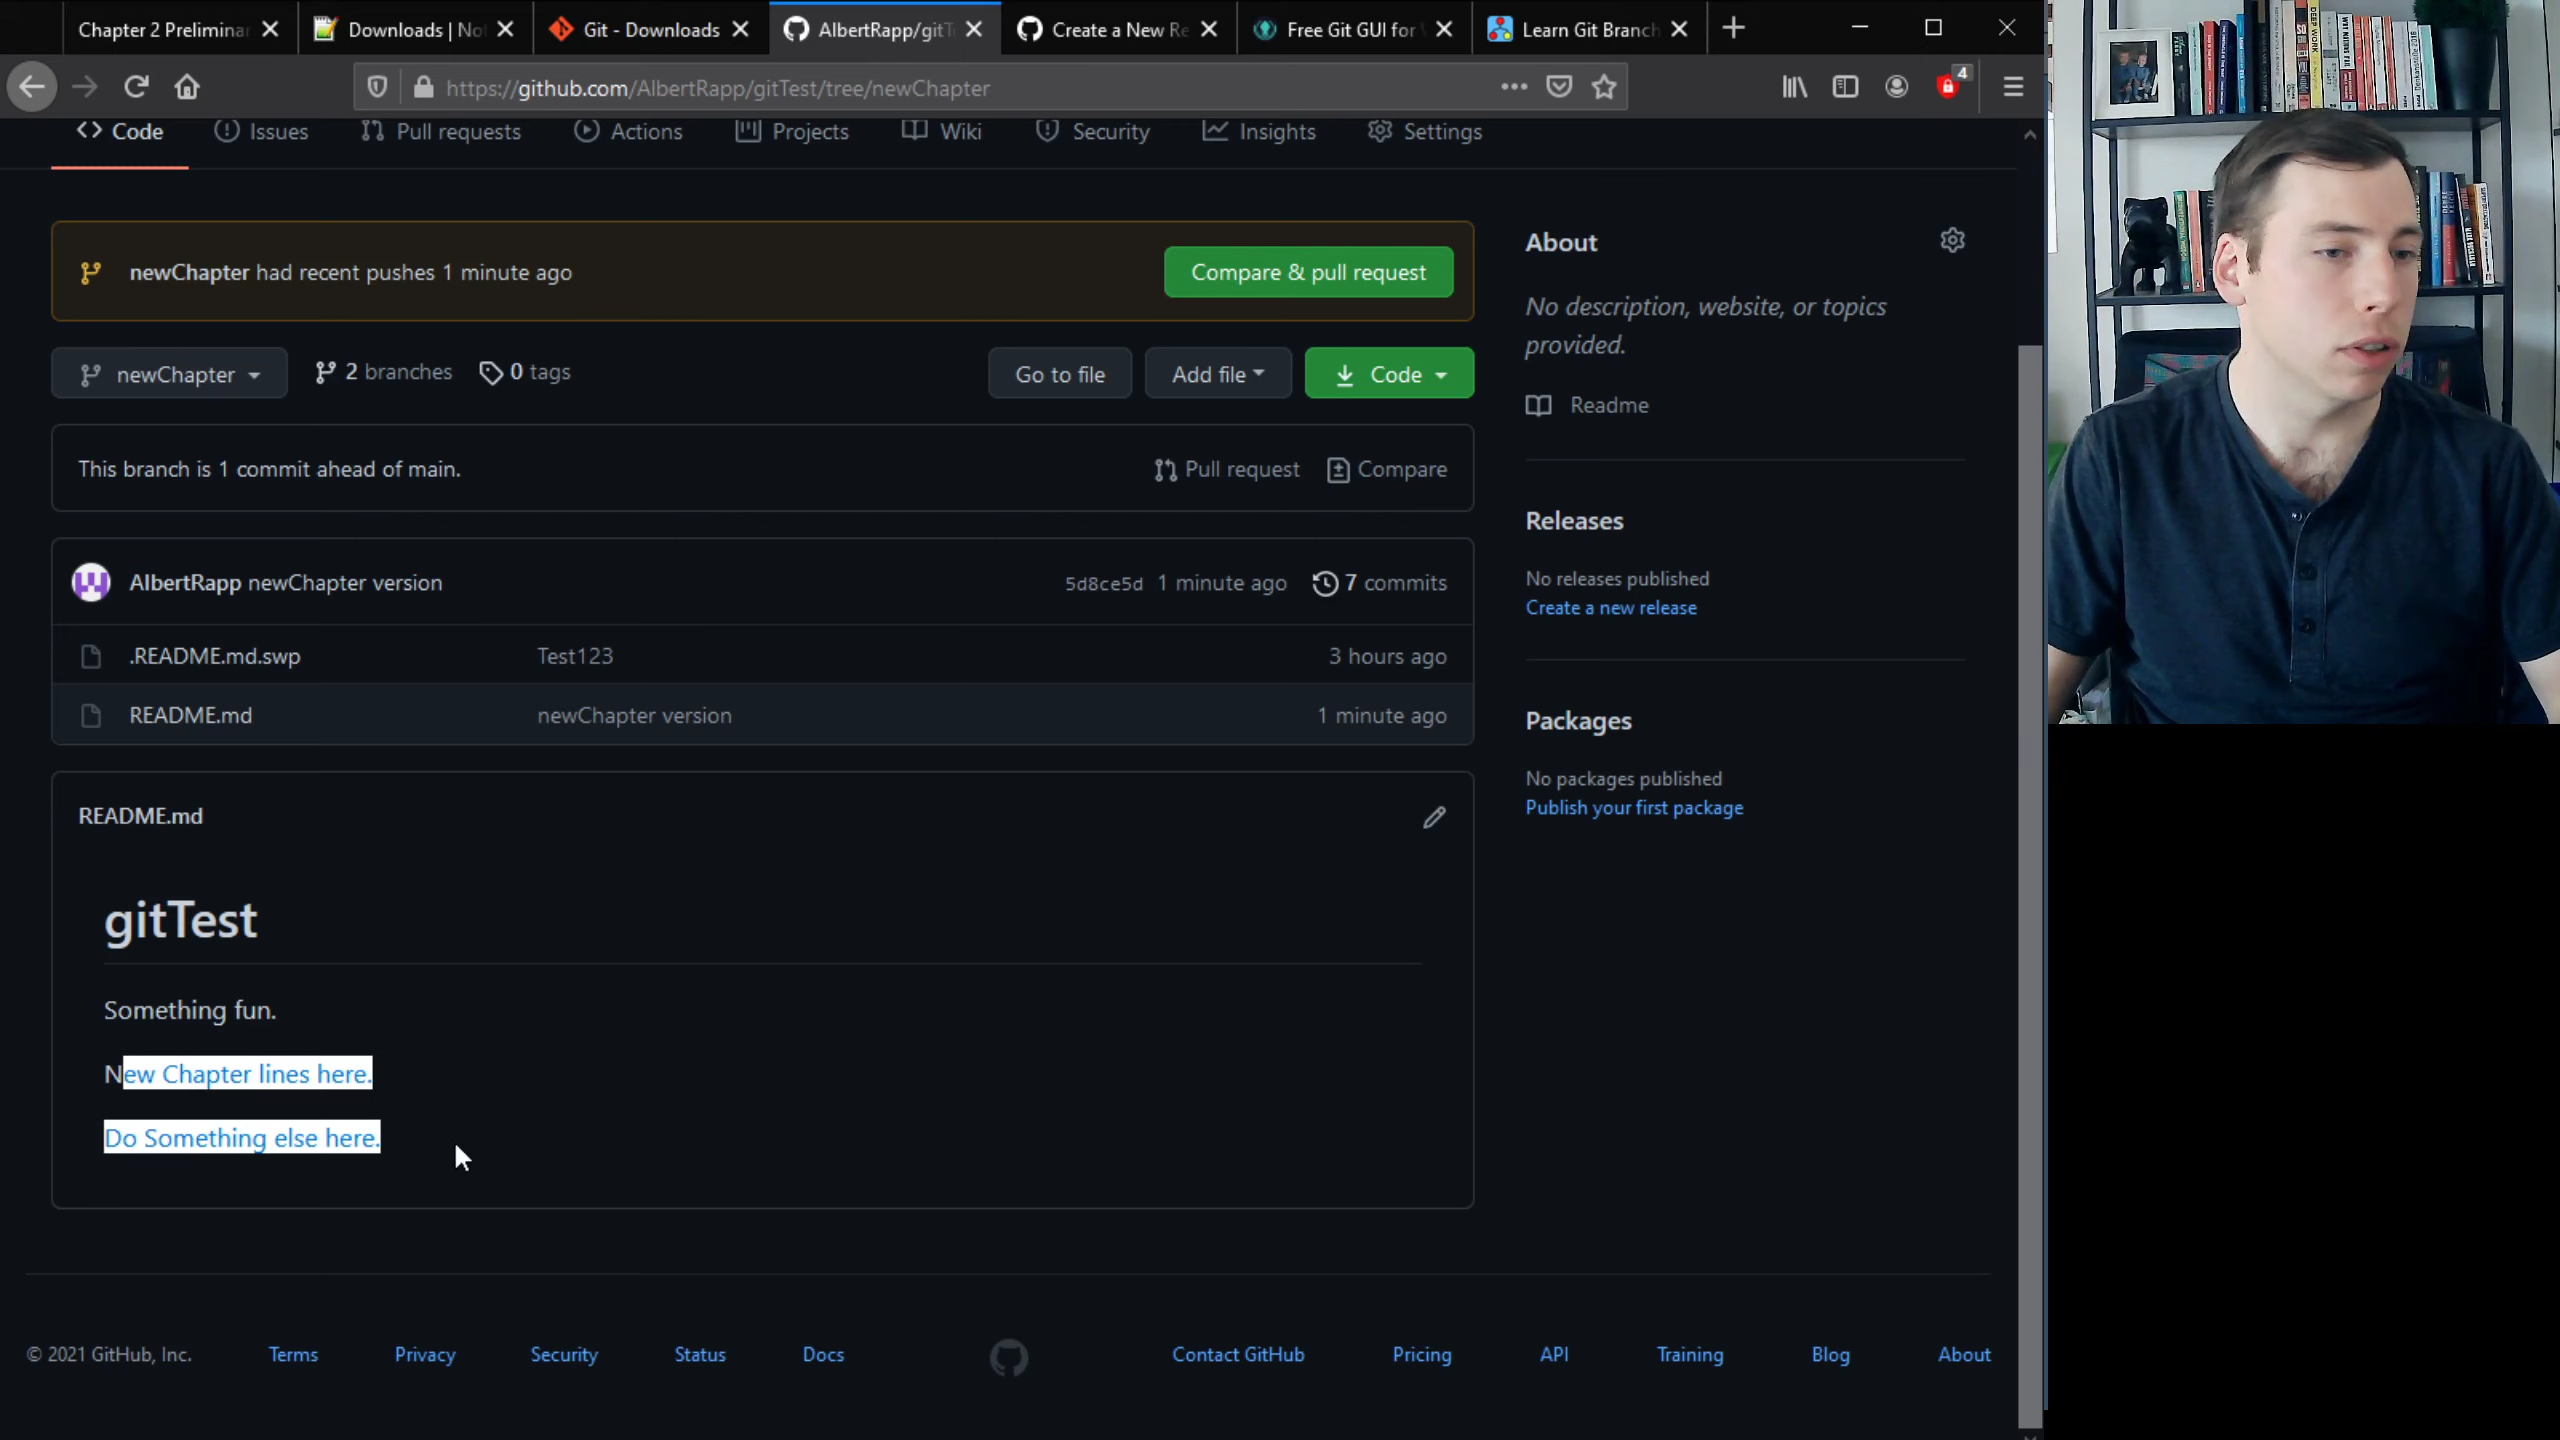 Chapter 2 Prelimina
Downloads | No
Git - Downloads
AlbertRapp/gitT
Create a New Re
Free Git GUI for
Learn Git Branch
https://github.com/AlbertRapp/gitTest/tree/newChapter
4
Code
Issues
Pull requests
Actions
Projects
Wiki
Security
Insights
Settings
newChapter had recent pushes 1 minute ago
Compare & pull request
newChapter
2 branches
0 tags
Go to file
Add file
Code
This branch is 1 commit ahead of main.
Pull request
Compare
AlbertRapp newChapter version
5d8ce5d 1 minute ago
7 commits
.README.md.swp
Test123
3 hours ago
README.md
newChapter version
1 minute ago
README.md
gitTest
Something fun.
New Chapter lines here.
Do Something else here.
About
No description, website, or topics
provided.
Readme
Releases
No releases published
Create a new release
Packages
No packages published
Publish your first package
© 2021 GitHub, Inc.
Terms
Privacy
Security
Status
Docs
Contact GitHub
Pricing
API
Training
Blog
About
DEEP WORK